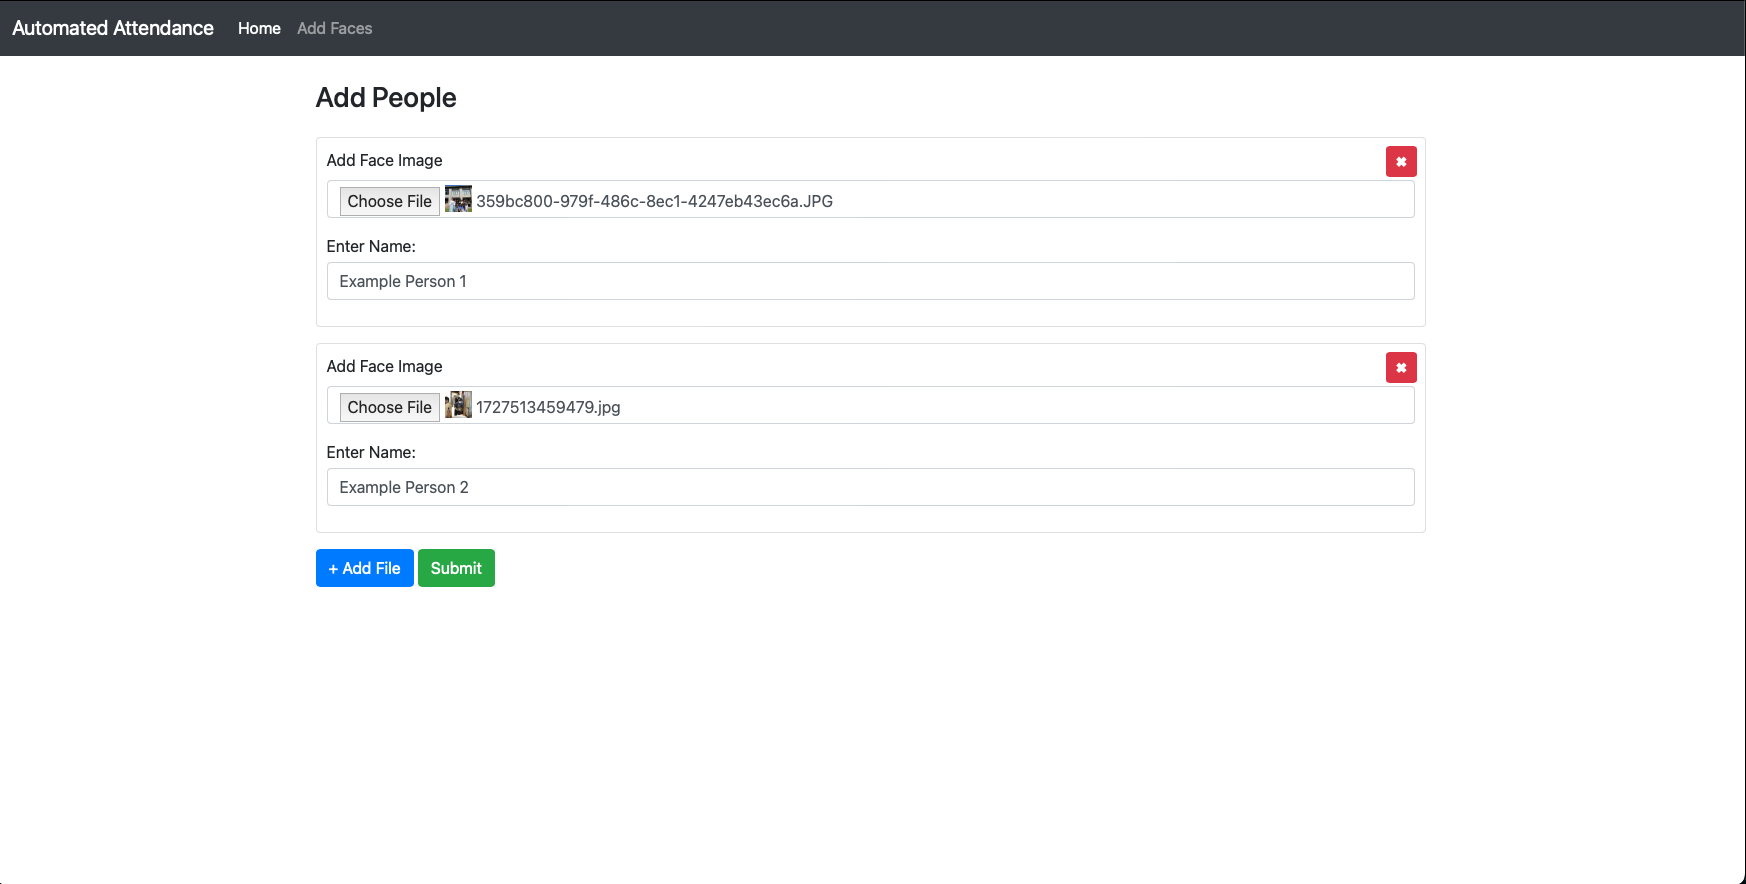 Automated Attendance Home Add Faces
Add People
Add Face Image
✖
Choose File 359bc800-979f-486c-8ec1-4247eb43ec6a.JPG
Enter Name:
Example Person 1
Add Face Image
✖
Choose File 1727513459479.jpg
Enter Name:
Example Person 2
+ Add File Submit